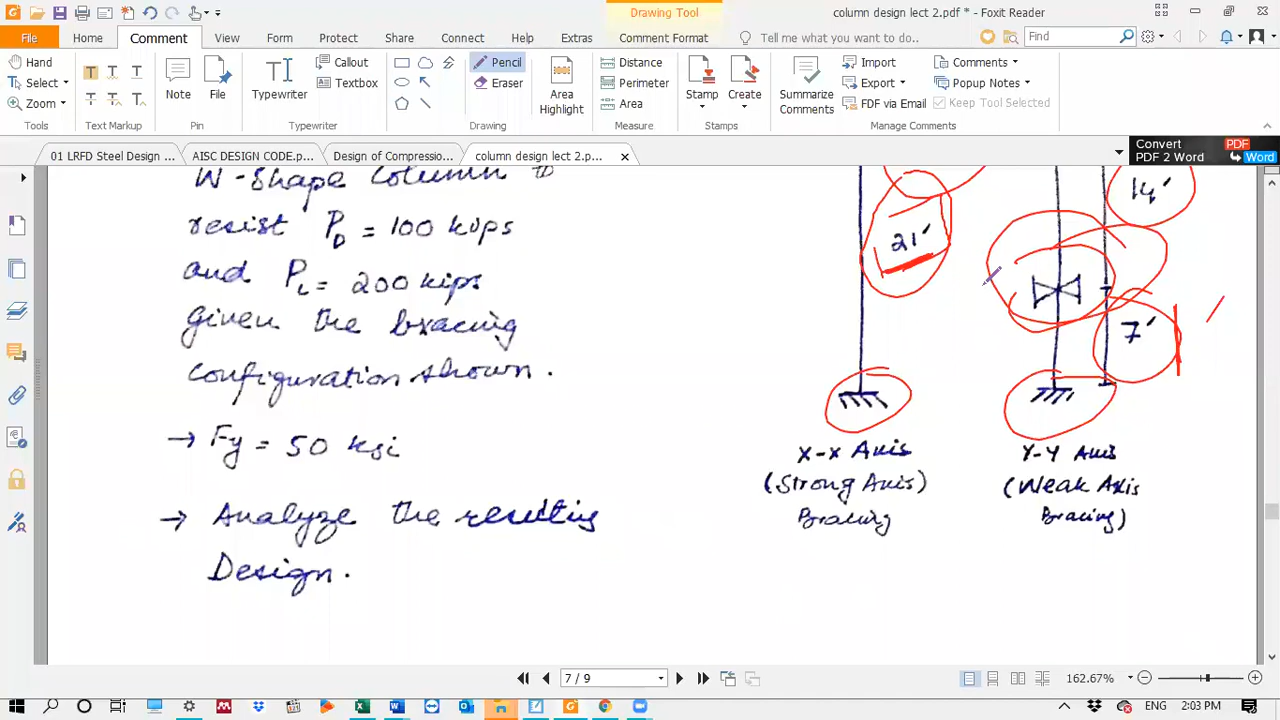 Drawing Tool
column design lect 2.pdf * - Foxit Reader
File
Home
Comment
View
Form
Protect
Share
Connect
Help
Extras
Comment Format
Tell me what you want to do...
Find
Hand
Select
Zoom
Tools
Text Markup
Note
File
Pin
Typewriter
Callout
Textbox
Typewriter
Pencil
Eraser
Drawing
Area
Highlight
Distance
Perimeter
Area
Measure
Stamp
Create
Stamps
Summarize
Comments
Import
Export
FDF via Email
Comments
Popup Notes
Keep Tool Selected
Manage Comments
01 LRFD Steel Design ...
AISC DESIGN CODE.p...
Design of Compressio...
column design lect 2.p...
Convert
PDF 2 Word
PDF
Word
W-Shape Column to
resist P_D = 100 kips
and P_L = 200 kips
Given the bracing
Configuration shown.
→ Fy = 50 ksi
→ Analyze the resulting
Design.
21'
14'
7'
X-X Axis
(Strong Axis)
Bracing
Y-Y Axis
(Weak Axis
Bracing)
7 / 9
162.67%
2:03 PM